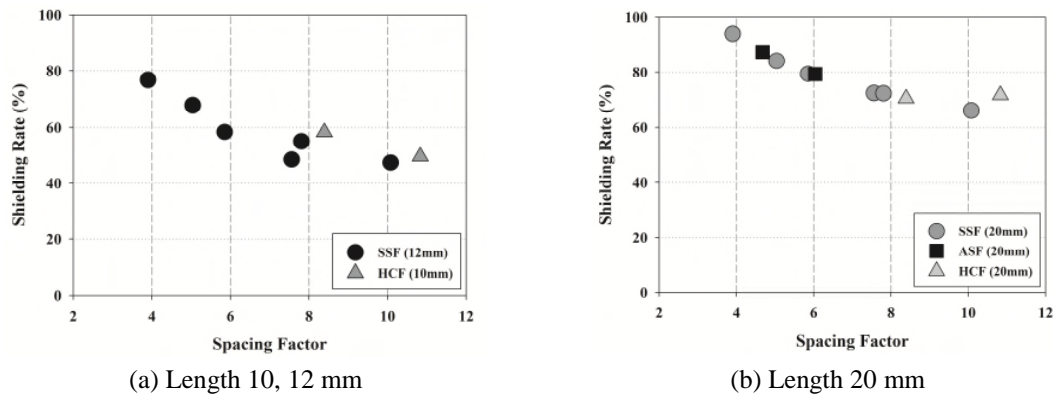 100
80
60
40
20
0
Shielding Rate (%)
SSF (12mm)
HCF (10mm)
2 4 6 8 10 12
Spacing Factor
(a) Length 10, 12 mm
100
80
60
40
20
0
Shielding Rate (%)
SSF (20mm)
ASF (20mm)
HCF (20mm)
2 4 6 8 10 12
Spacing Factor
(b) Length 20 mm